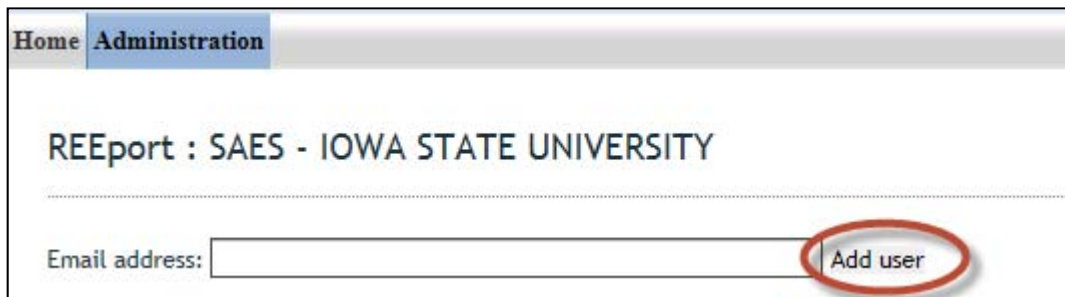 Home Administration
REEport : SAES - IOWA STATE UNIVERSITY
Email address: Add user